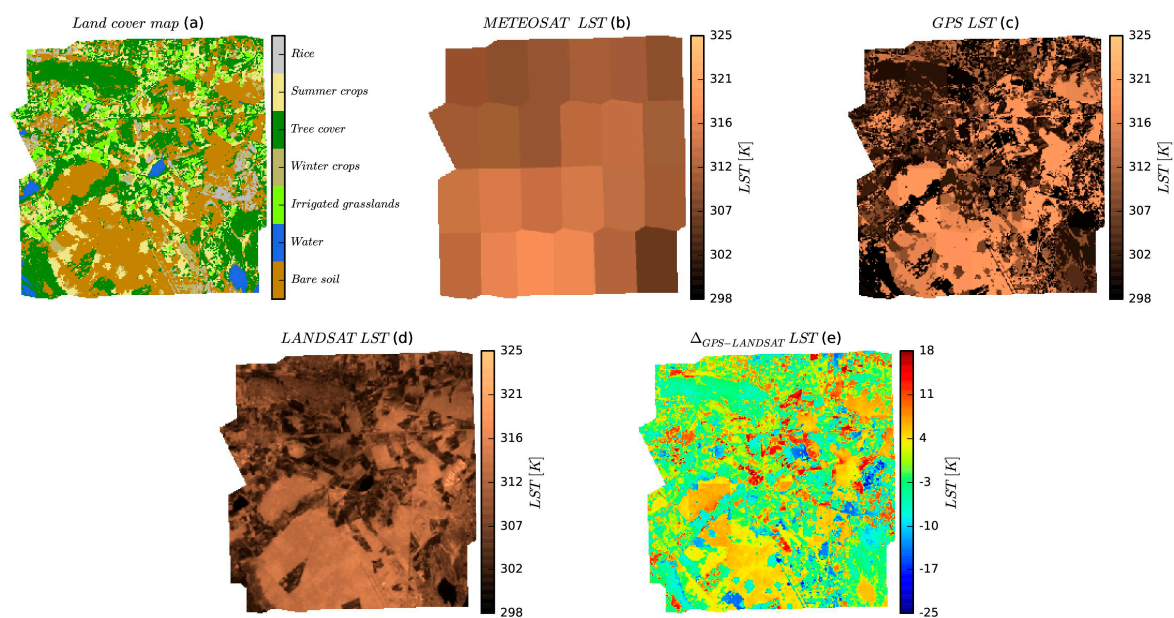 Land cover map (a)
Rice
Summer crops
Tree cover
Winter crops
Irrigated grasslands
Water
Bare soil
METEOSAT LST (b)
325
321
316
312
307
302
298
LST [K]
GPS LST (c)
325
321
316
312
307
302
298
LST [K]
LANDSAT LST (d)
325
321
316
312
307
302
298
LST [K]
Δ_{GPS−LANDSAT} LST (e)
18
11
4
-3
-10
-17
-25
LST [K]